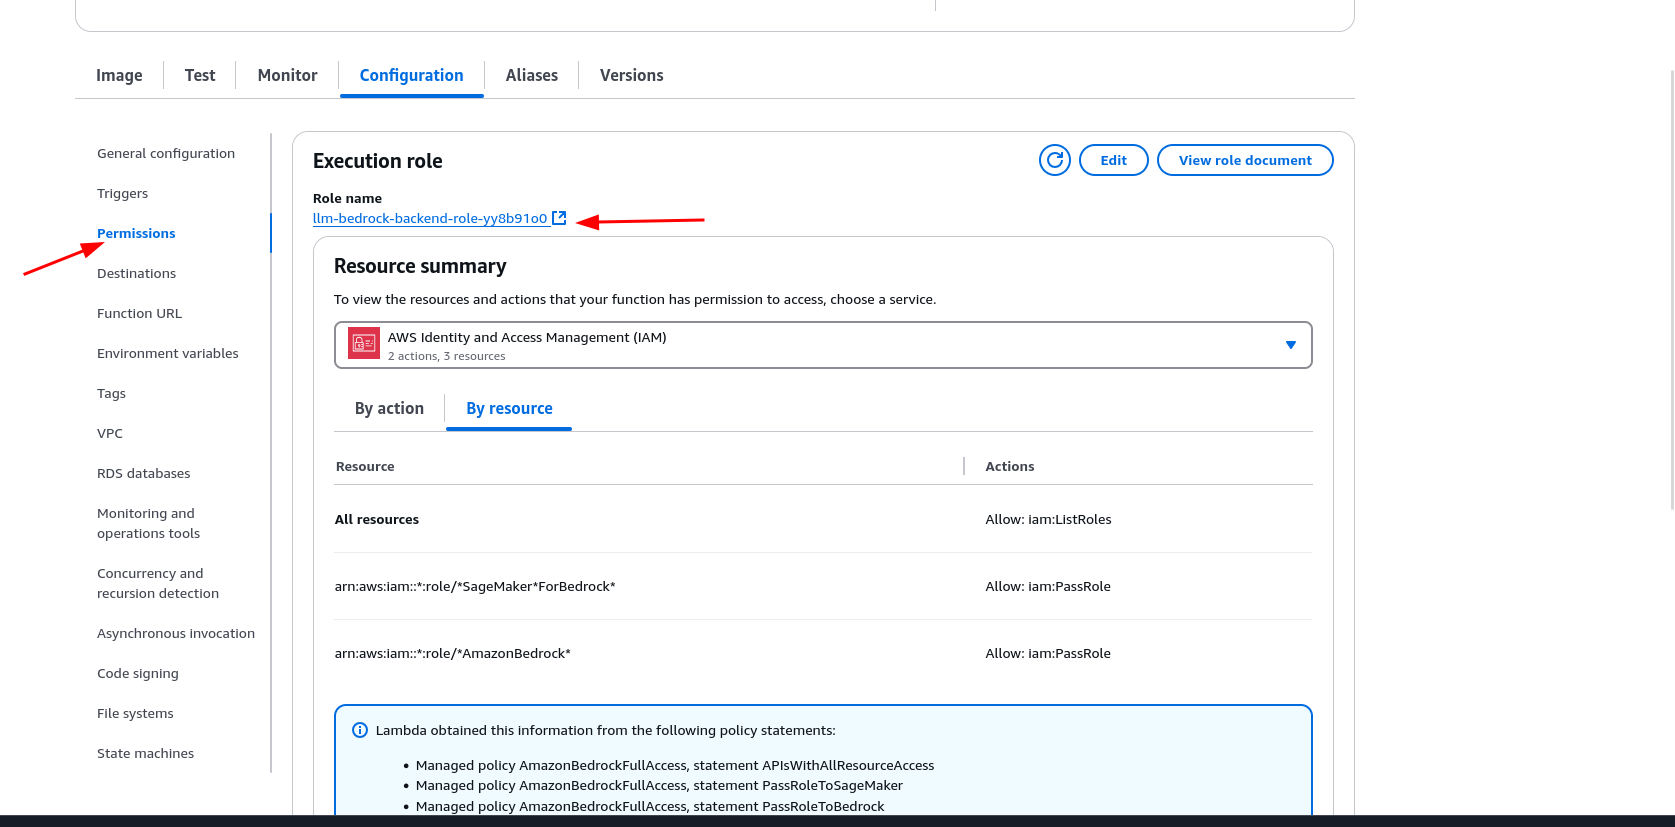 Image
Test
Monitor
Configuration
Aliases
Versions
General configuration
Triggers
Permissions
Destinations
Function URL
Environment variables
Tags
VPC
RDS databases
Monitoring and
operations tools
Concurrency and
recursion detection
Asynchronous invocation
Code signing
File systems
State machines
Execution role
Edit
View role document
Role name
llm-bedrock-backend-role-yy8b91o0
Resource summary
To view the resources and actions that your function has permission to access, choose a service.
AWS Identity and Access Management (IAM)
2 actions, 3 resources
By action
By resource
Resource
Actions
All resources
Allow: iam:ListRoles
arn:aws:iam::*:role/*SageMaker*ForBedrock*
Allow: iam:PassRole
arn:aws:iam::*:role/*AmazonBedrock*
Allow: iam:PassRole
Lambda obtained this information from the following policy statements:
• Managed policy AmazonBedrockFullAccess, statement APIsWithAllResourceAccess
• Managed policy AmazonBedrockFullAccess, statement PassRoleToSageMaker
• Managed policy AmazonBedrockFullAccess, statement PassRoleToBedrock